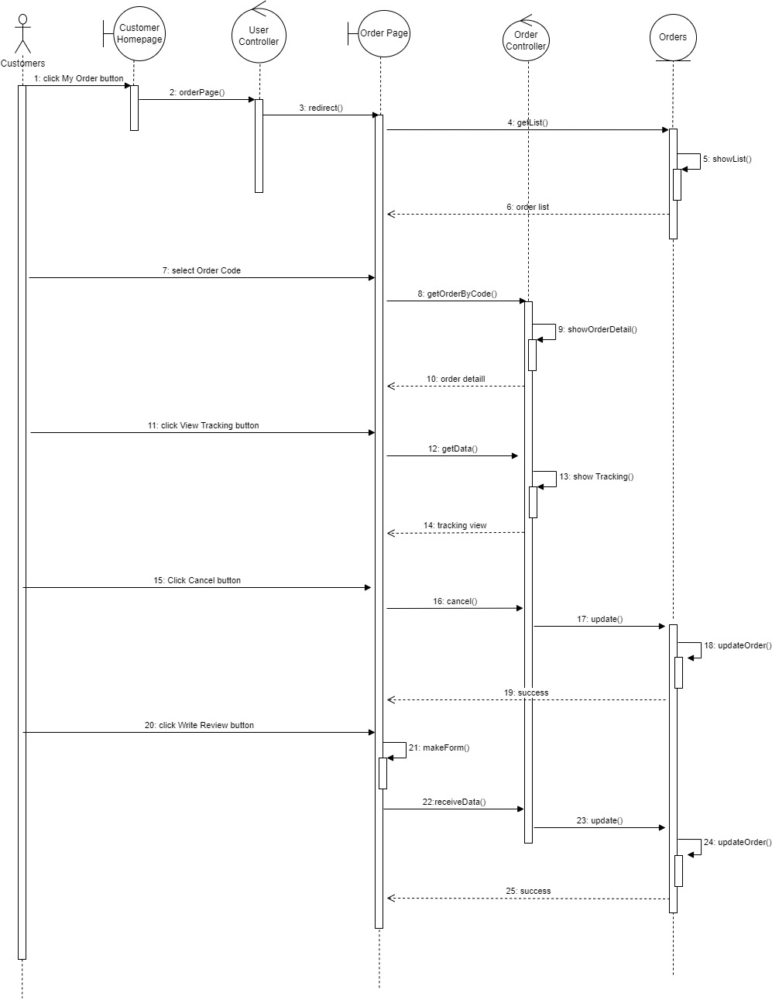 Customers
Customer
Homepage
User
Controller
Order Page
Order
Controller
Orders
1: click My Order button
2: orderPage()
3: redirect()
4: getList()
5: showList()
6: order list
7: select Order Code
8: getOrderByCode()
9: showOrderDetail()
10: order detaill
11: click View Tracking button
12: getData()
13: show Tracking()
14: tracking view
15: Click Cancel button
16: cancel()
17: update()
18: updateOrder()
19: success
20: click Write Review button
21: makeForm()
22:receiveData()
23: update()
24: updateOrder()
25: success